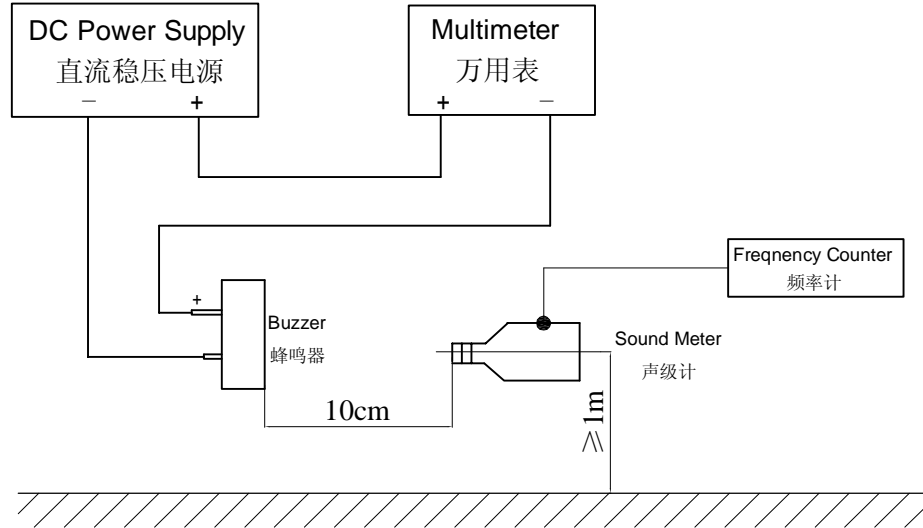 DC Power Supply
直流稳压电源
— +
Multimeter
万用表
+ —
Freqnency Counter
频率计
+
Buzzer
蜂鸣器
Sound Meter
声级计
10cm
≥1m